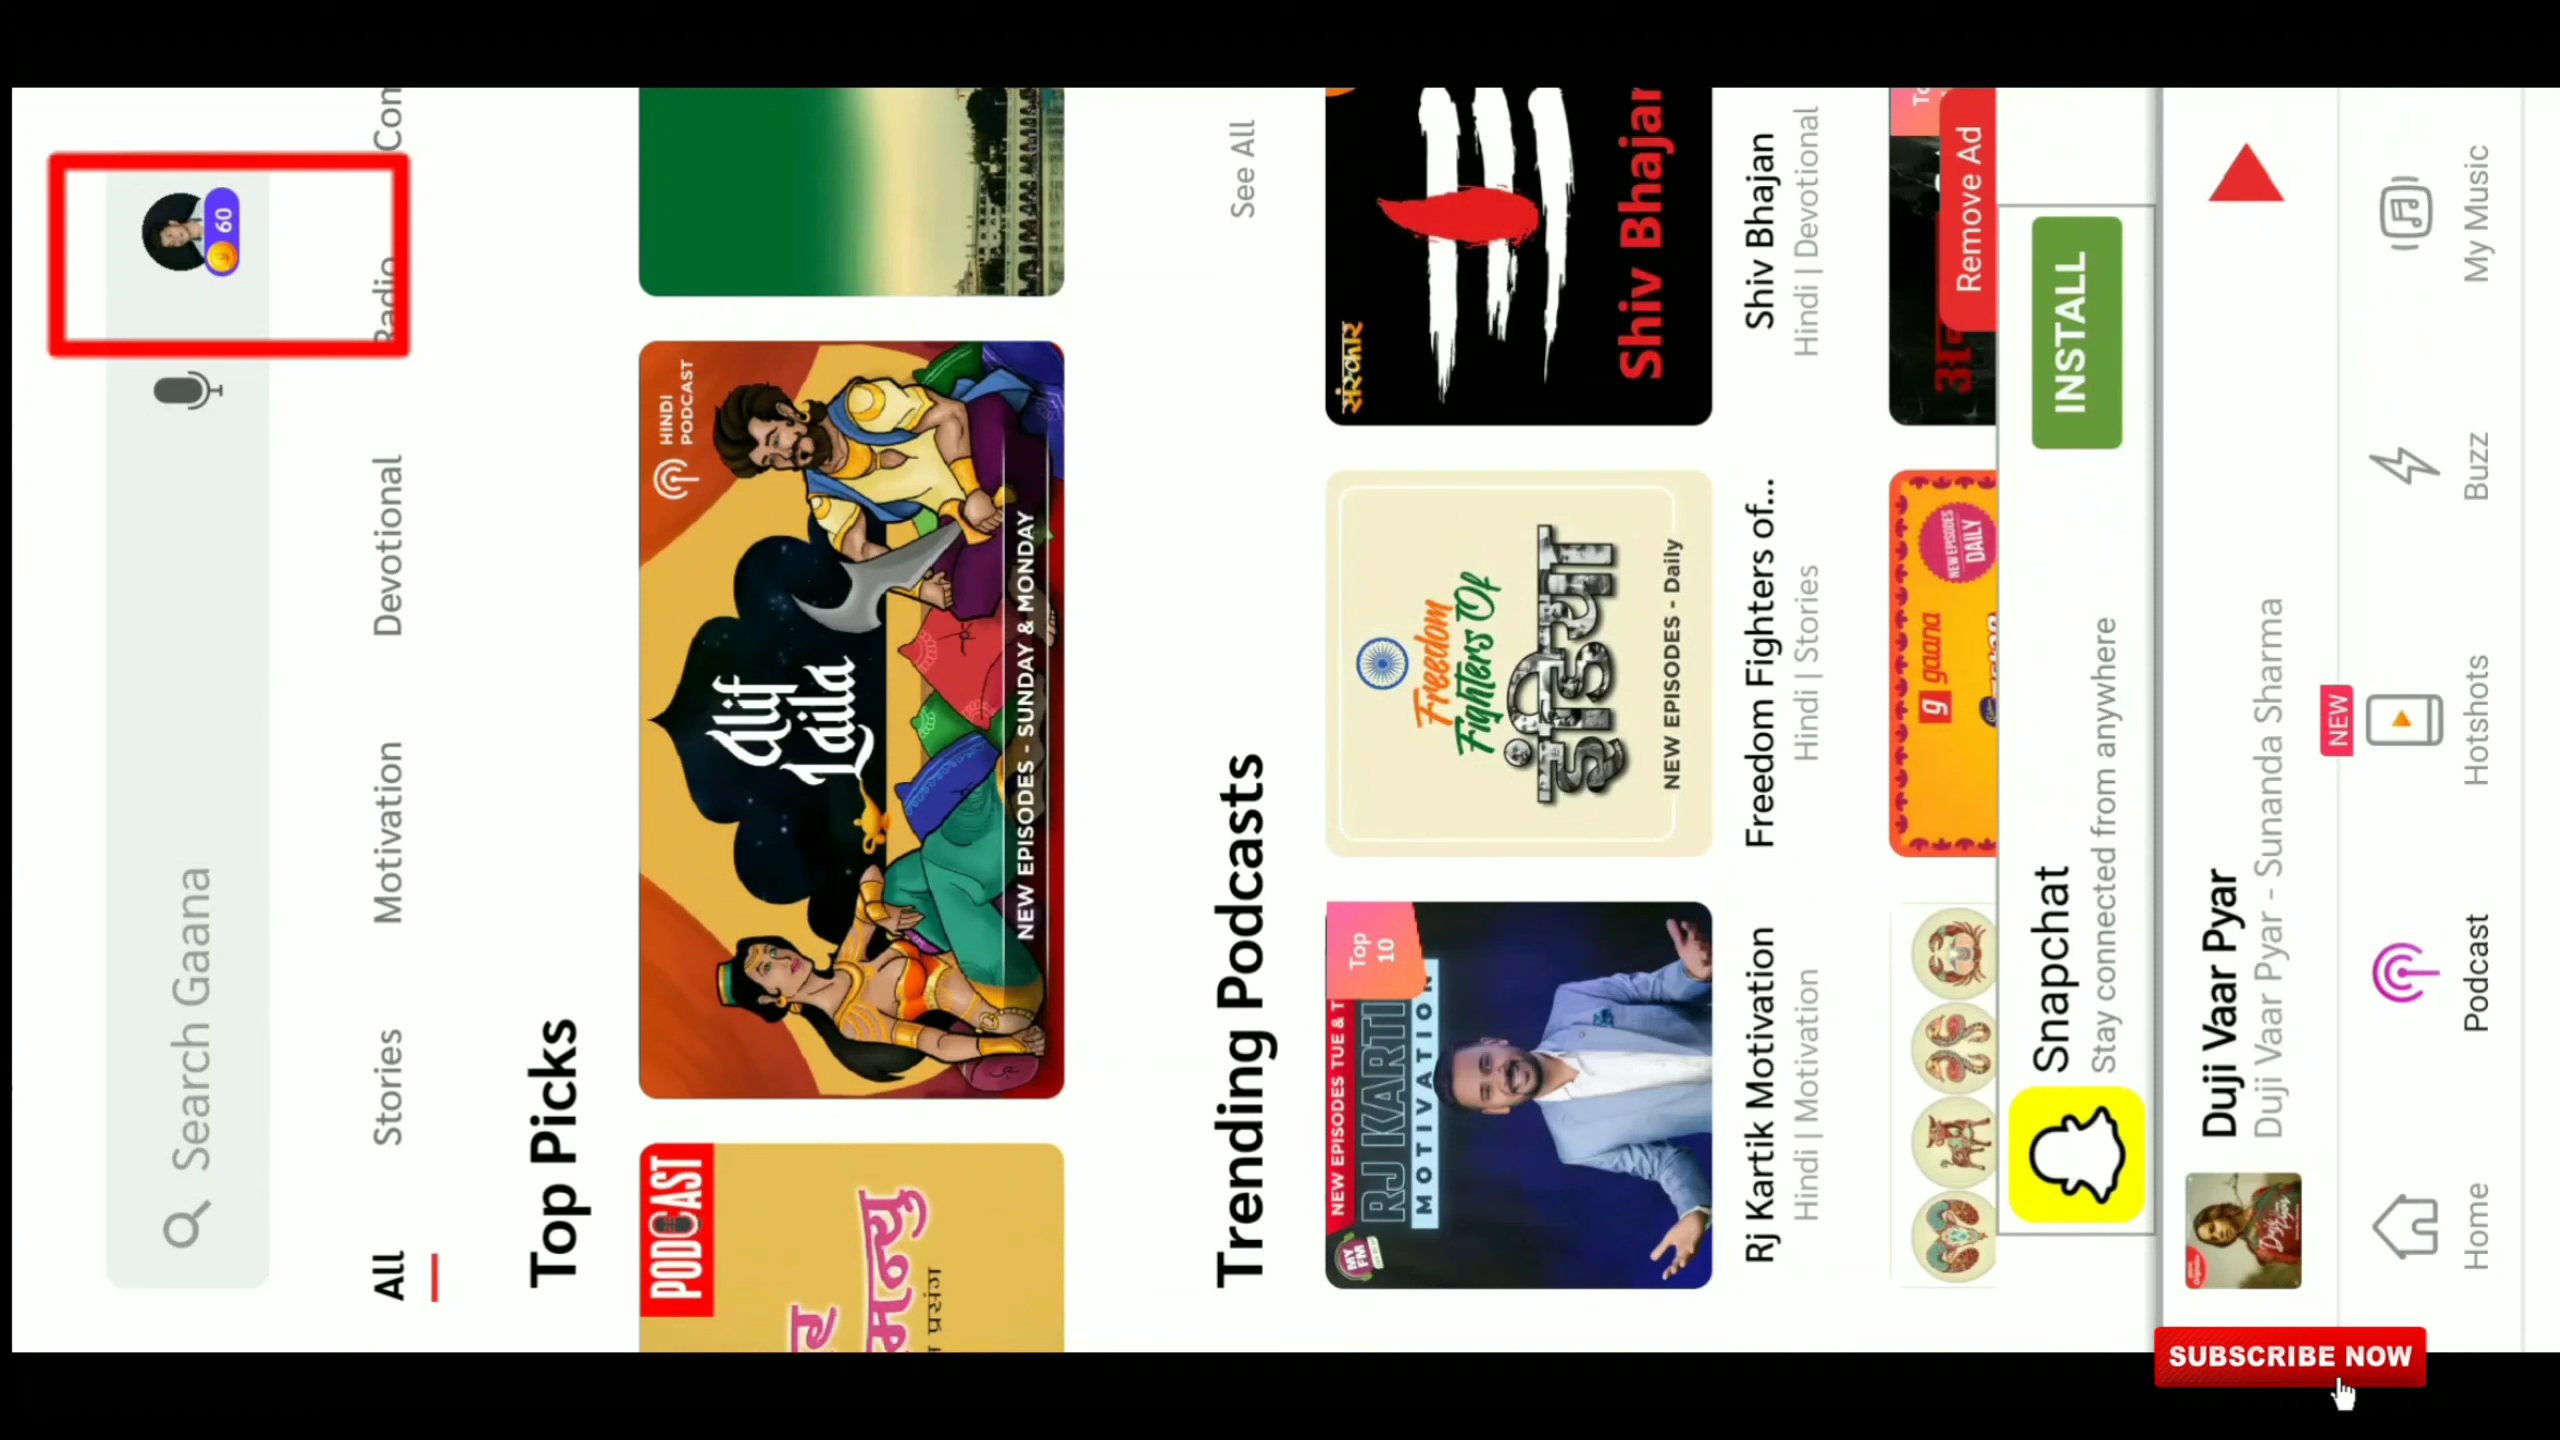 Search Gaana
60
All
Stories
Motivation
Devotional
Radio
Top Picks
PODCAST
HINDI
PODCAST
Alif
Laila
NEW EPISODES - SUNDAY & MONDAY
Trending Podcasts
See All
NEW EPISODES TUE & T
Top
10
RJ KARTI
MOTIVATION
MY
FM
Freedom
Fighters Of
इंडिया
NEW EPISODES - Daily
संस्कार
Shiv Bhajan
Rj Kartik Motivation
Hindi | Motivation
Freedom Fighters of...
Hindi | Stories
Shiv Bhajan
Hindi | Devotional
gaana
NEW EPISODES
DAILY
Remove Ad
Snapchat
Stay connected from anywhere
INSTALL
Duji Vaar Pyar
Duji Vaar Pyar - Sunanda Sharma
NEW
Home
Podcast
Hotshots
Buzz
My Music
SUBSCRIBE NOW